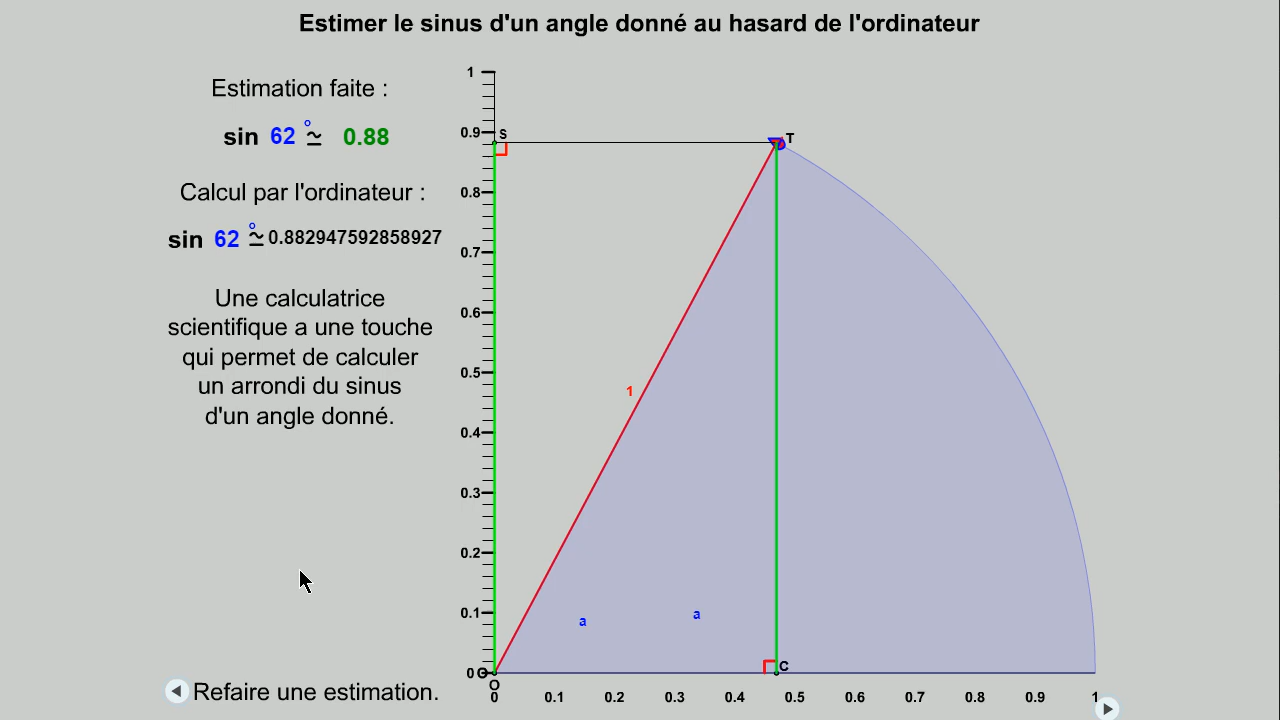 Estimer le sinus d'un angle donné au hasard de l'ordinateur
Estimation faite :
sin 62 ° ≃ 0.88
Calcul par l'ordinateur :
sin 62 ° ≃ 0.882947592858927
Une calculatrice
scientifique a une touche
qui permet de calculer
un arrondi du sinus
d'un angle donné.
Refaire une estimation.
1
0.9
0.8
0.7
0.6
0.5
0.4
0.3
0.2
0.1
0
S
T
1
a
a
C
O
O
0 0.1 0.2 0.3 0.4 0.5 0.6 0.7 0.8 0.9 1